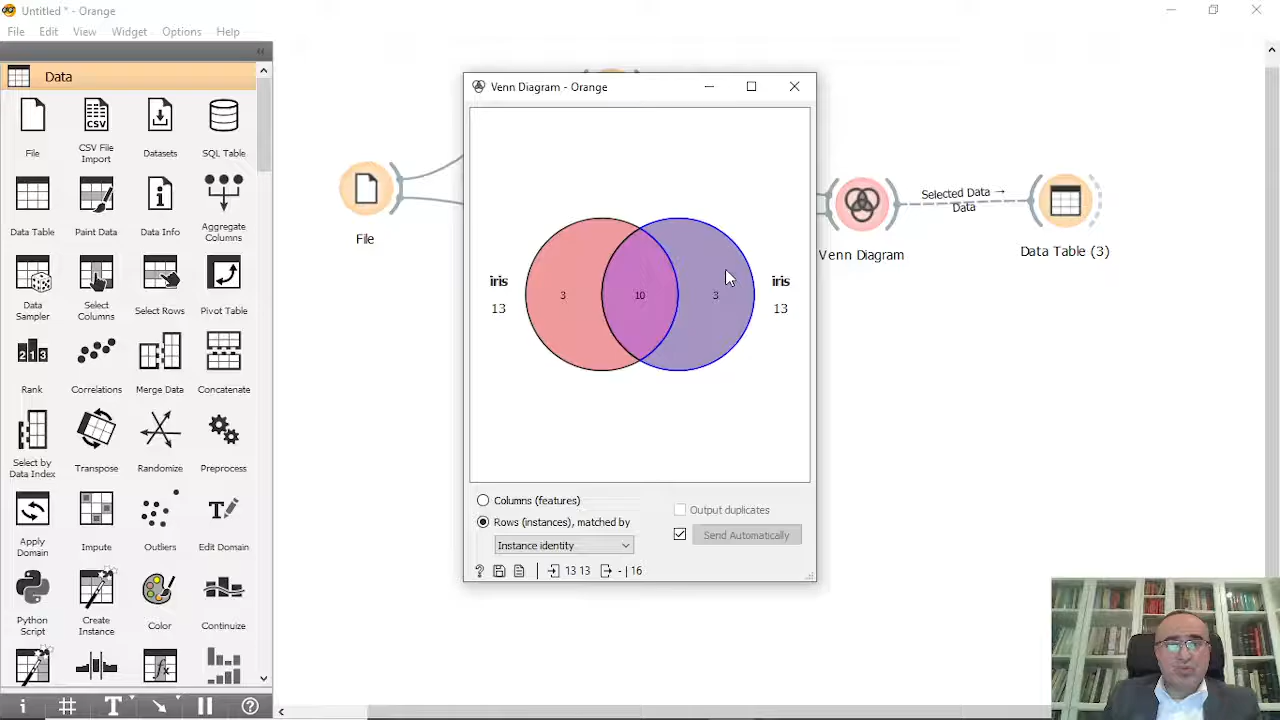 Untitled * - Orange
File Edit View Widget Options Help
Data
File
CSV File Import
Datasets
SQL Table
Data Table
Paint Data
Data Info
Aggregate Columns
Data Sampler
Select Columns
Select Rows
Pivot Table
Rank
Correlations
Merge Data
Concatenate
Select by Data Index
Transpose
Randomize
Preprocess
Apply Domain
Impute
Outliers
Edit Domain
Python Script
Create Instance
Color
Continuize
File
Venn Diagram - Orange
iris
13
3
10
3
iris
13
Columns (features)
Rows (instances), matched by
Instance identity
Output duplicates
Send Automatically
13 13
- | 16
Venn Diagram
Selected Data →
Data
Data Table (3)